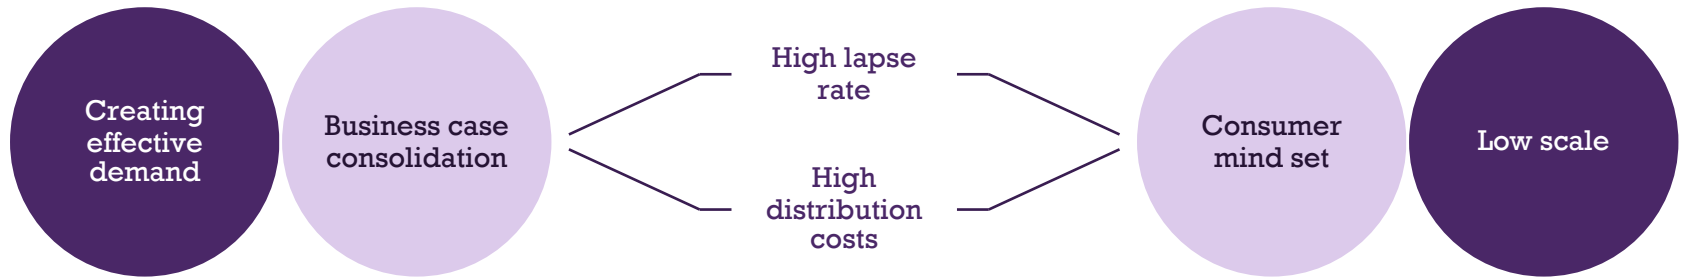 Creating
effective
demand
Business case
consolidation
High lapse
rate
High
distribution
costs
Consumer
mind set
Low scale